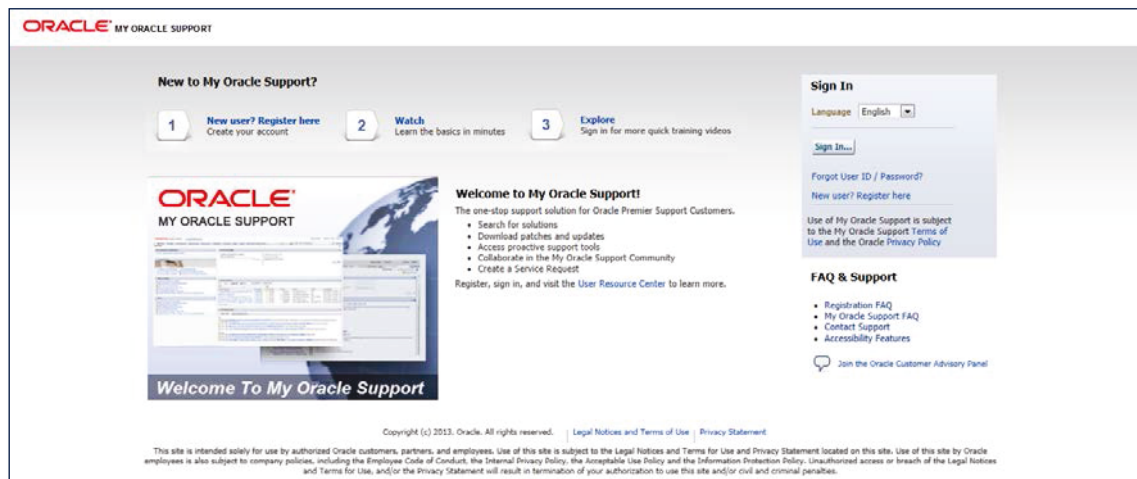 ORACLE® MY ORACLE SUPPORT
New to My Oracle Support?
1
New user? Register here
Create your account
2
Watch
Learn the basics in minutes
3
Explore
Sign in for more quick training videos
ORACLE®
MY ORACLE SUPPORT
Welcome To My Oracle Support
Welcome to My Oracle Support!
The one-stop support solution for Oracle Premier Support Customers.
• Search for solutions
• Download patches and updates
• Access proactive support tools
• Collaborate in the My Oracle Support Community
• Create a Service Request
Register, sign in, and visit the User Resource Center to learn more.
Sign In
Language English
Sign In...
Forgot User ID / Password?
New user? Register here
Use of My Oracle Support is subject
to the My Oracle Support Terms of
Use and the Oracle Privacy Policy
FAQ & Support
• Registration FAQ
• My Oracle Support FAQ
• Contact Support
• Accessibility Features
Join the Oracle Customer Advisory Panel
Copyright (c) 2013. Oracle. All rights reserved. | Legal Notices and Terms of Use | Privacy Statement
This site is intended solely for use by authorized Oracle customers, partners, and employees. Use of this site is subject to the Legal Notices and Terms for Use and Privacy Statement located on this site. Use of this site by Oracle
employees is also subject to company policies, including the Employee Code of Conduct, the Internal Privacy Policy, the Acceptable Use Policy and the Information Protection Policy. Unauthorized access or breach of the Legal Notices
and Terms for Use, and/or the Privacy Statement will result in termination of your authorization to use this site and/or civil and criminal penalties.